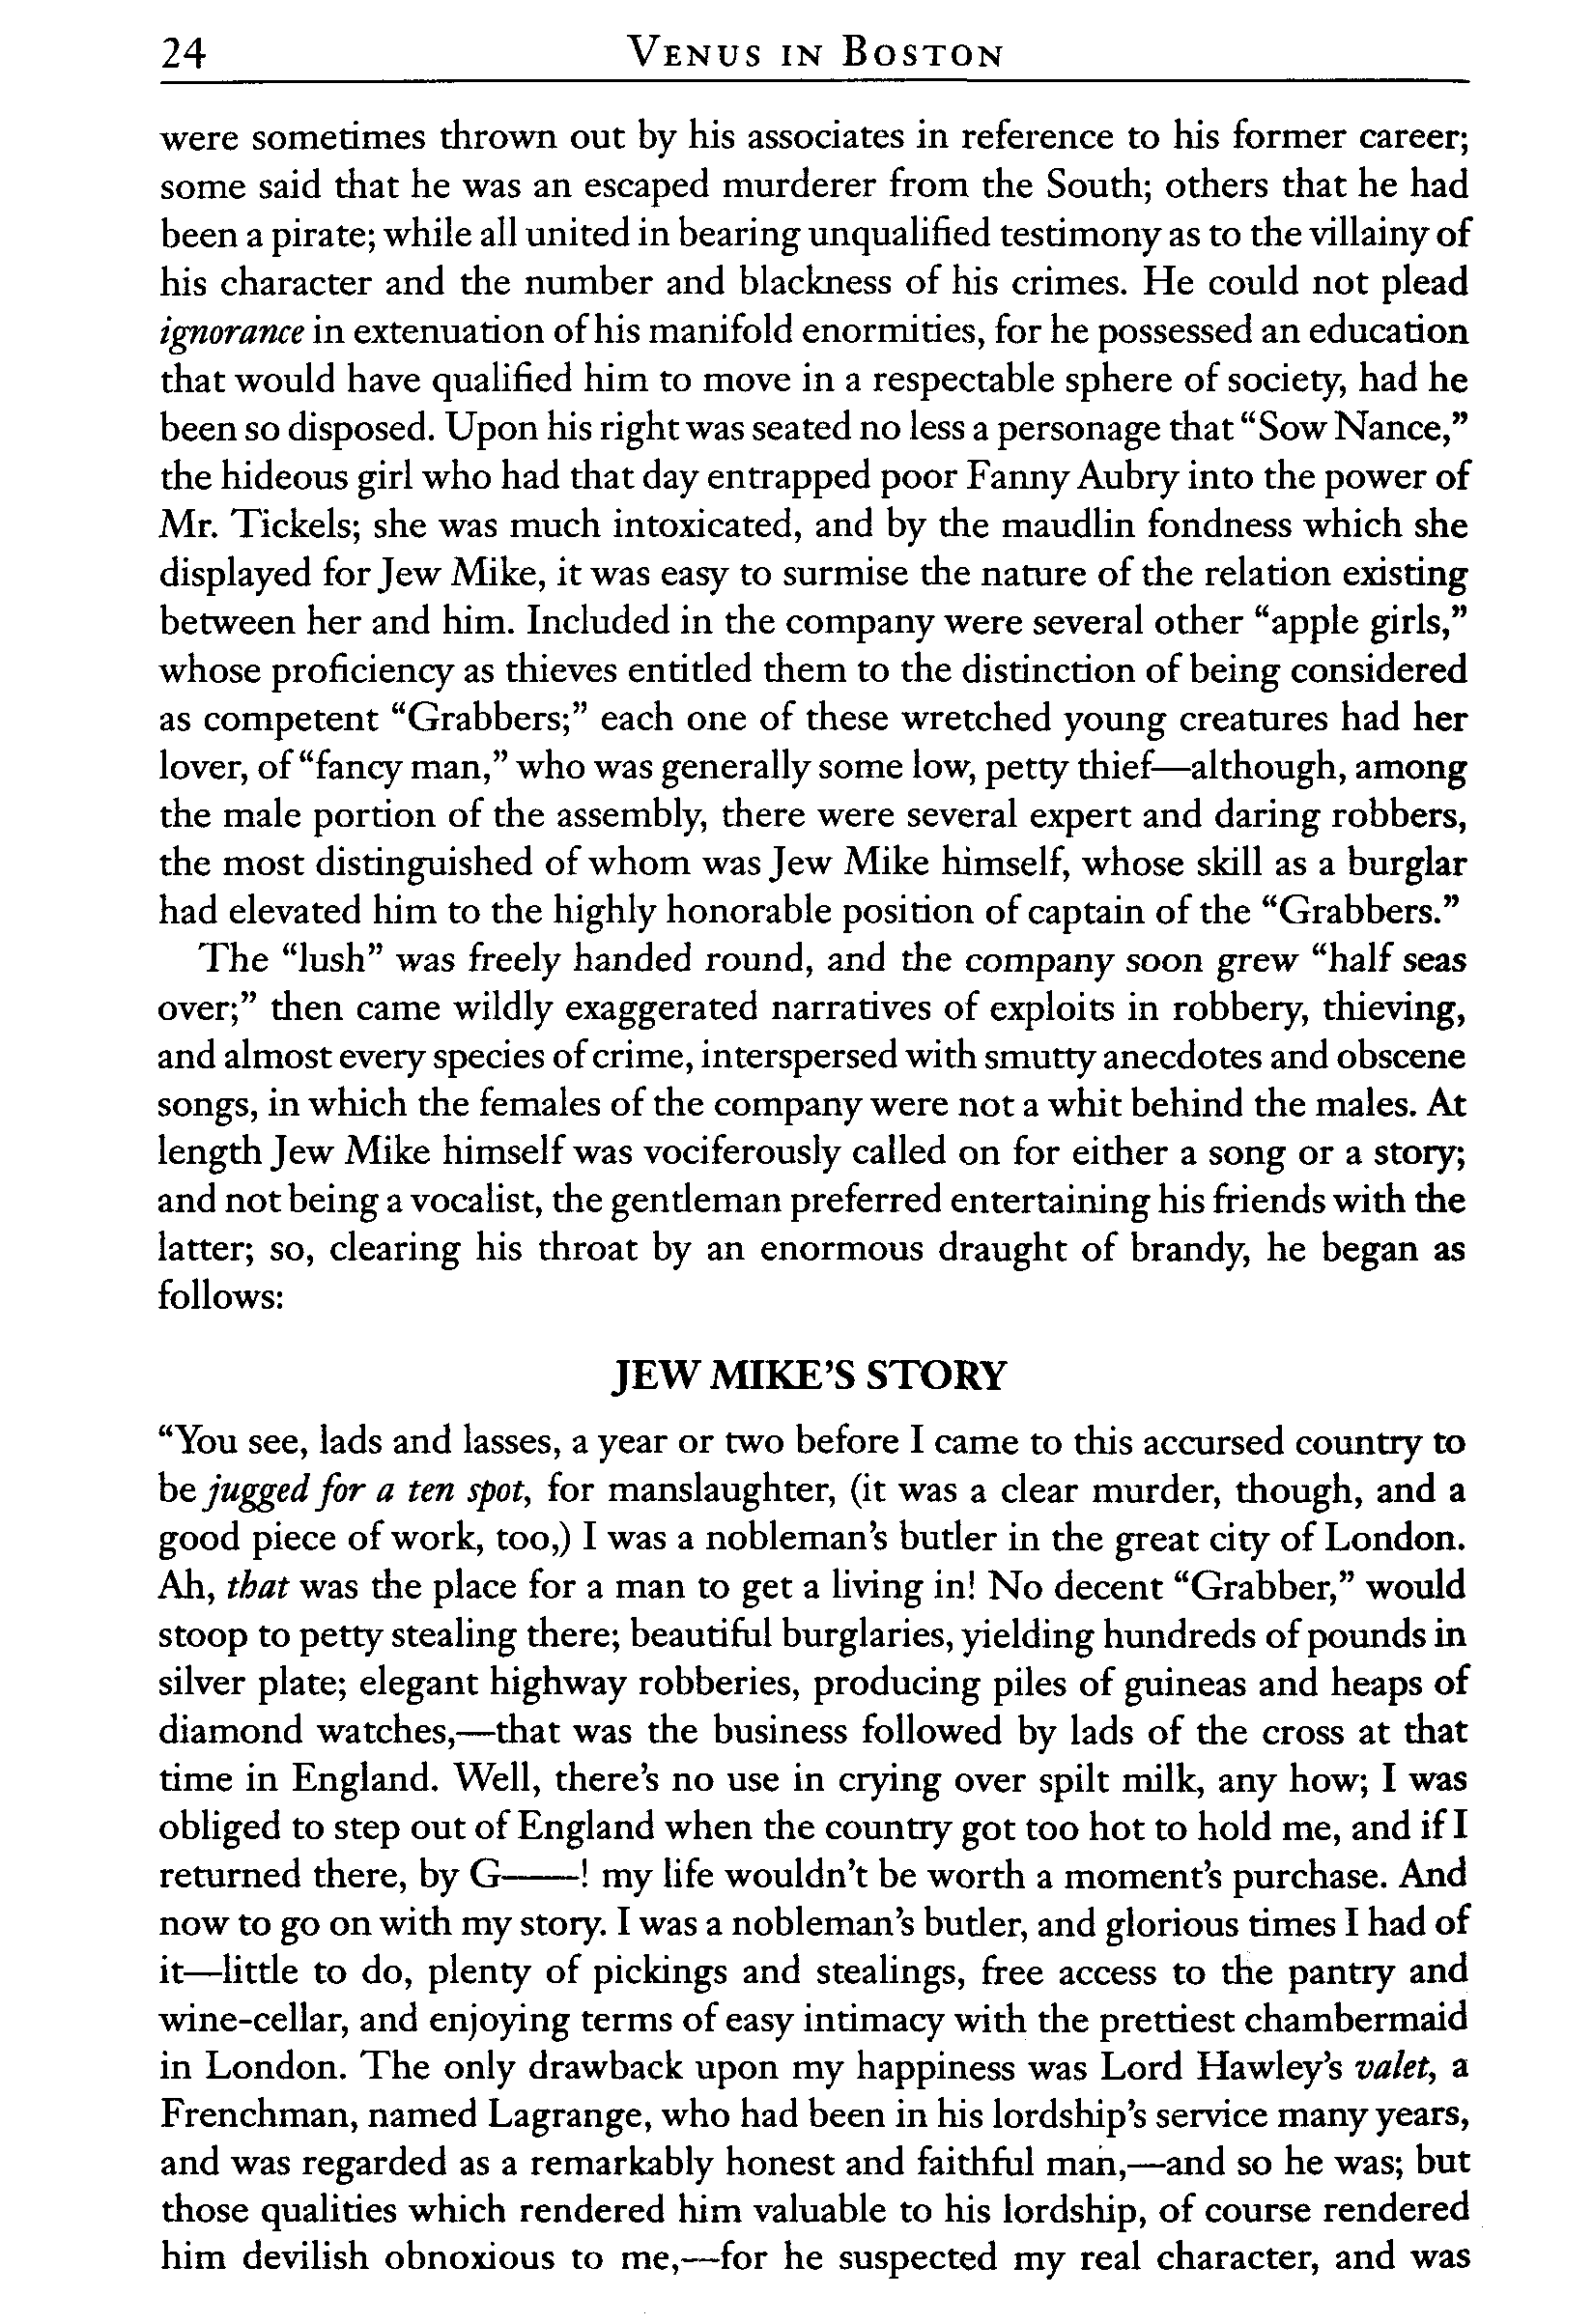 24 VENUS IN BOSTON
were sometimes thrown out by his associates in reference to his former career;
some said that he was an escaped murderer from the South; others that he had
been a pirate; while all united in bearing unqualified testimony as to the villainy of
his character and the number and blackness of his crimes. He could not plead
ignorance in extenuation of his manifold enormities, for he possessed an education
that would have qualified him to move in a respectable sphere of society, had he
been so disposed. Upon his right was seated no less a personage that “Sow Nance,”
the hideous girl who had that day entrapped poor Fanny Aubry into the power of
Mr. Tickels; she was much intoxicated, and by the maudlin fondness which she
displayed for Jew Mike, it was easy to surmise the nature of the relation existing
between her and him. Included in the company were several other “apple girls,”
whose proficiency as thieves entitled them to the distinction of being considered
as competent “Grabbers;” each one of these wretched young creatures had her
lover, of “fancy man,” who was generally some low, petty thief—although, among
the male portion of the assembly, there were several expert and daring robbers,
the most distinguished of whom was Jew Mike himself, whose skill as a burglar
had elevated him to the highly honorable position of captain of the “Grabbers.”
The “lush” was freely handed round, and the company soon grew “half seas
over;” then came wildly exaggerated narratives of exploits in robbery, thieving,
and almost every species of crime, interspersed with smutty anecdotes and obscene
songs, in which the females of the company were not a whit behind the males. At
length Jew Mike himself was vociferously called on for either a song or a story;
and not being a vocalist, the gentleman preferred entertaining his friends with the
latter; so, clearing his throat by an enormous draught of brandy, he began as
follows:
JEW MIKE’S STORY
“You see, lads and lasses, a year or two before I came to this accursed country to
be jugged for a ten spot, for manslaughter, (it was a clear murder, though, and a
good piece of work, too,) I was a nobleman’s butler in the great city of London.
Ah, that was the place for a man to get a living in! No decent “Grabber,” would
stoop to petty stealing there; beautiful burglaries, yielding hundreds of pounds in
silver plate; elegant highway robberies, producing piles of guineas and heaps of
diamond watches,—that was the business followed by lads of the cross at that
time in England. Well, there’s no use in crying over spilt milk, any how; I was
obliged to step out of England when the country got too hot to hold me, and if I
returned there, by G——! my life wouldn’t be worth a moment’s purchase. And
now to go on with my story. I was a nobleman’s butler, and glorious times I had of
it—little to do, plenty of pickings and stealings, free access to the pantry and
wine-cellar, and enjoying terms of easy intimacy with the prettiest chambermaid
in London. The only drawback upon my happiness was Lord Hawley’s valet, a
Frenchman, named Lagrange, who had been in his lordship’s service many years,
and was regarded as a remarkably honest and faithful man,—and so he was; but
those qualities which rendered him valuable to his lordship, of course rendered
him devilish obnoxious to me,—for he suspected my real character, and was